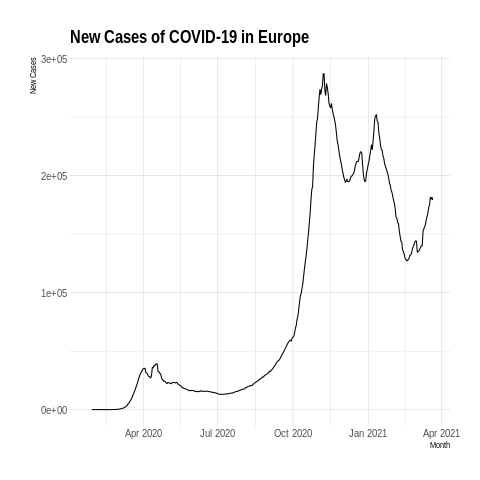 New Cases of COVID-19 in Europe
New Cases
3e+05
2e+05
1e+05
0e+00
Apr 2020 Jul 2020 Oct 2020 Jan 2021 Apr 2021
Month